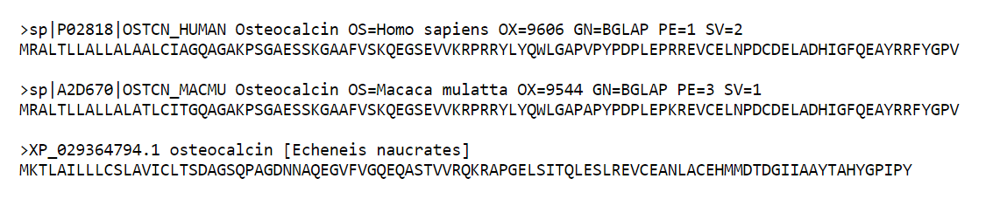 >sp|P02818|OSTCN_HUMAN Osteocalcin OS=Homo sapiens OX=9606 GN=BGLAP PE=1 SV=2
MRALTLLALLALAALCIAGQAGAKPSGAESSKGAAFVSKQEGSEVVKRPRRYLYQWLGAPVPYPDPLEPRREVCELNPDCDELADHIGFQEAYRRFYGPV
>sp|A2D670|OSTCN_MACMU Osteocalcin OS=Macaca mulatta OX=9544 GN=BGLAP PE=3 SV=1
MRALTLLALLALATLCITGQAGAKPSGAESSKGAAFVSKQEGSEVVKRPRRYLYQWLGAPAPYPDPLEPKREVCELNPDCDELADHIGFQEAYRRFYGPV
>XP_029364794.1 osteocalcin [Echeneis naucrates]
MKTLAILLLCSLAVICLTSDAGSQPAGDNNAQEGVFVGQEQASTVVRQKRAPGELSITQLESLREVCEANLACEHMMDTDGIIAAYTAHYGPIPY